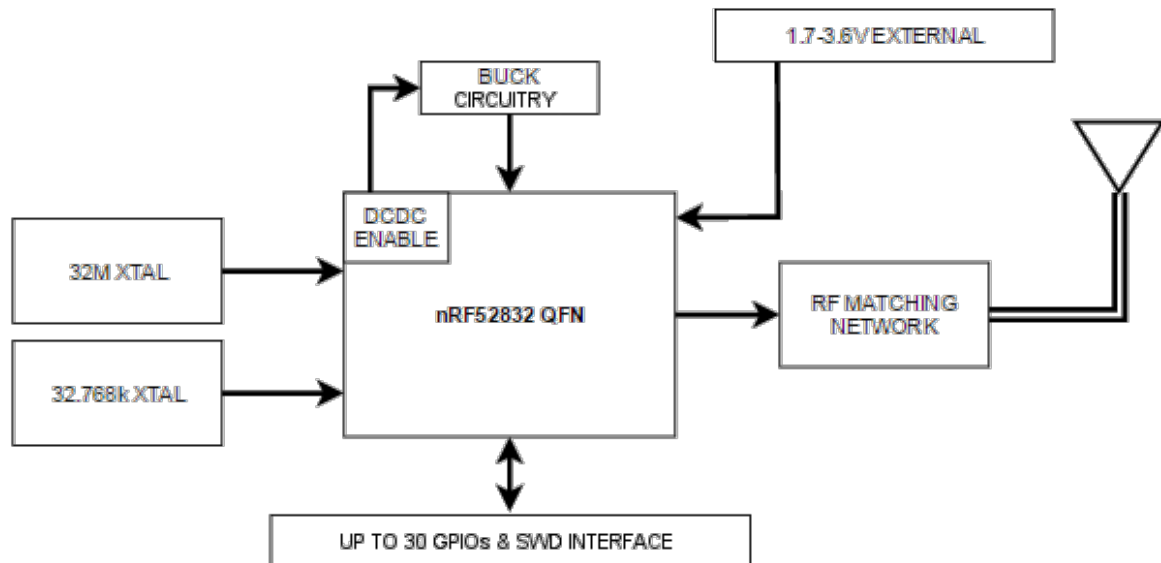 1.7-3.6V EXTERNAL
BUCK
CIRCUITRY
DCDC
ENABLE
32M XTAL
nRF52832 QFN
RF MATCHING
NETWORK
32.768k XTAL
UP TO 30 GPIOs & SWD INTERFACE